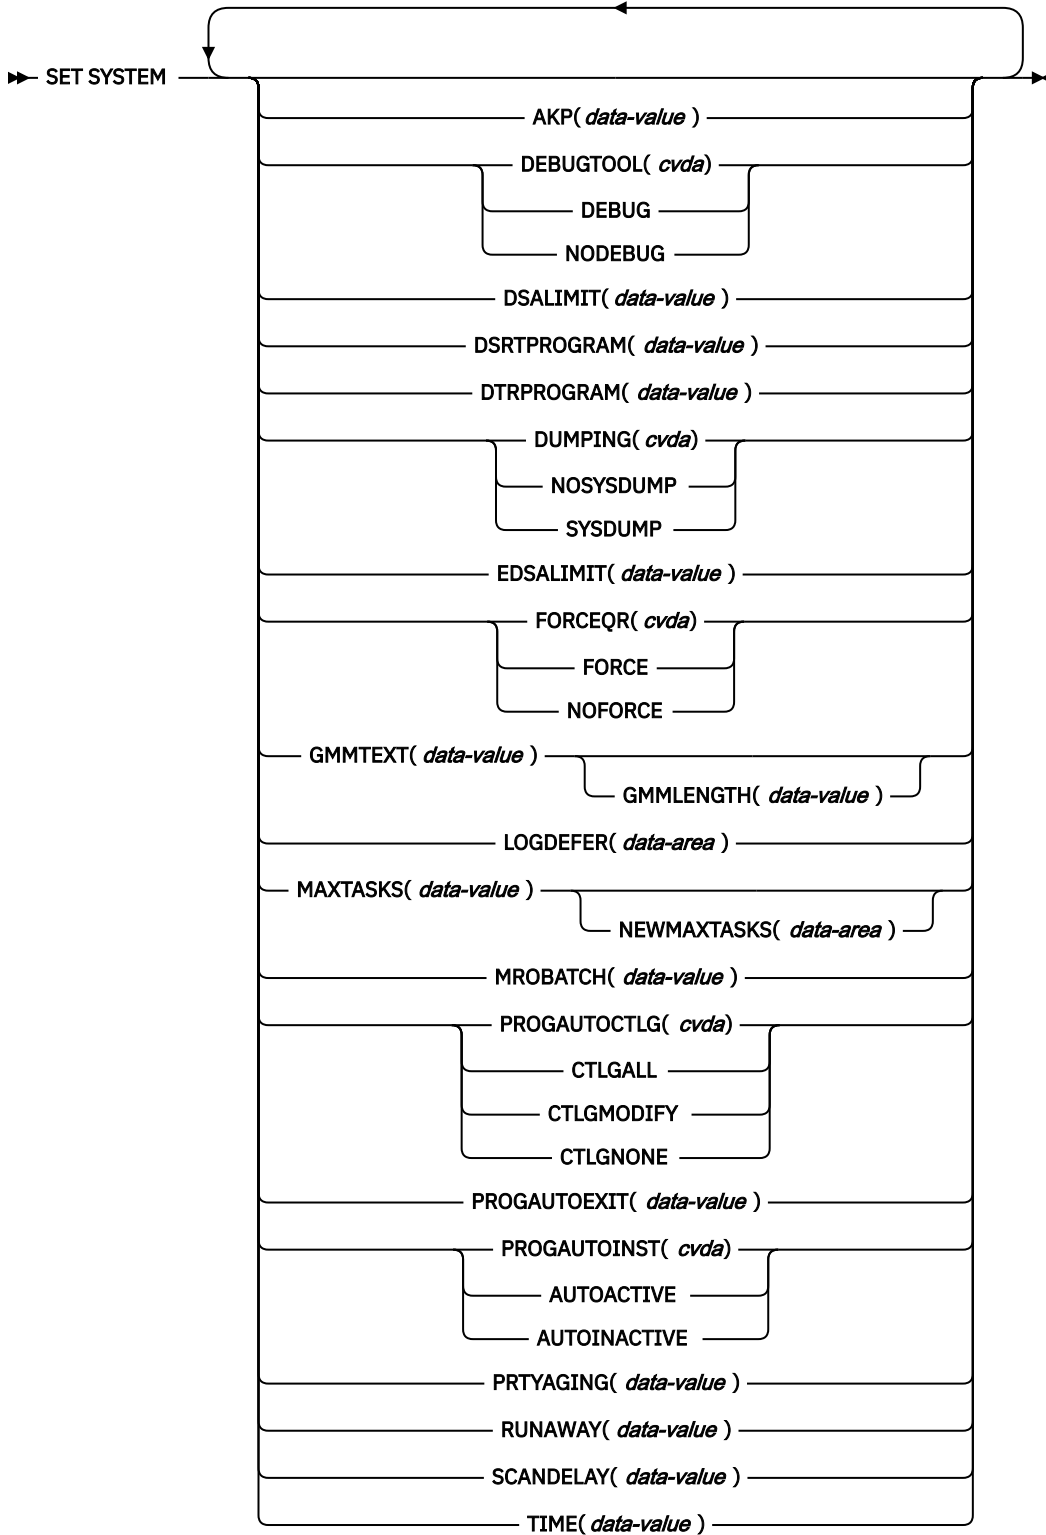 SET SYSTEM
AKP( data-value )
DEBUGTOOL( cvda)
DEBUG
NODEBUG
DSALIMIT( data-value )
DSRTPROGRAM( data-value )
DTRPROGRAM( data-value )
DUMPING( cvda)
NOSYSDUMP
SYSDUMP
EDSALIMIT( data-value )
FORCEQR( cvda)
FORCE
NOFORCE
GMMTEXT( data-value )
GMMLENGTH( data-value )
LOGDEFER( data-area )
MAXTASKS( data-value )
NEWMAXTASKS( data-area )
MROBATCH( data-value )
PROGAUTOCTLG( cvda)
CTLGALL
CTLGMODIFY
CTLGNONE
PROGAUTOEXIT( data-value )
PROGAUTOINST( cvda)
AUTOACTIVE
AUTOINACTIVE
PRTYAGING( data-value )
RUNAWAY( data-value )
SCANDELAY( data-value )
TIME( data-value )